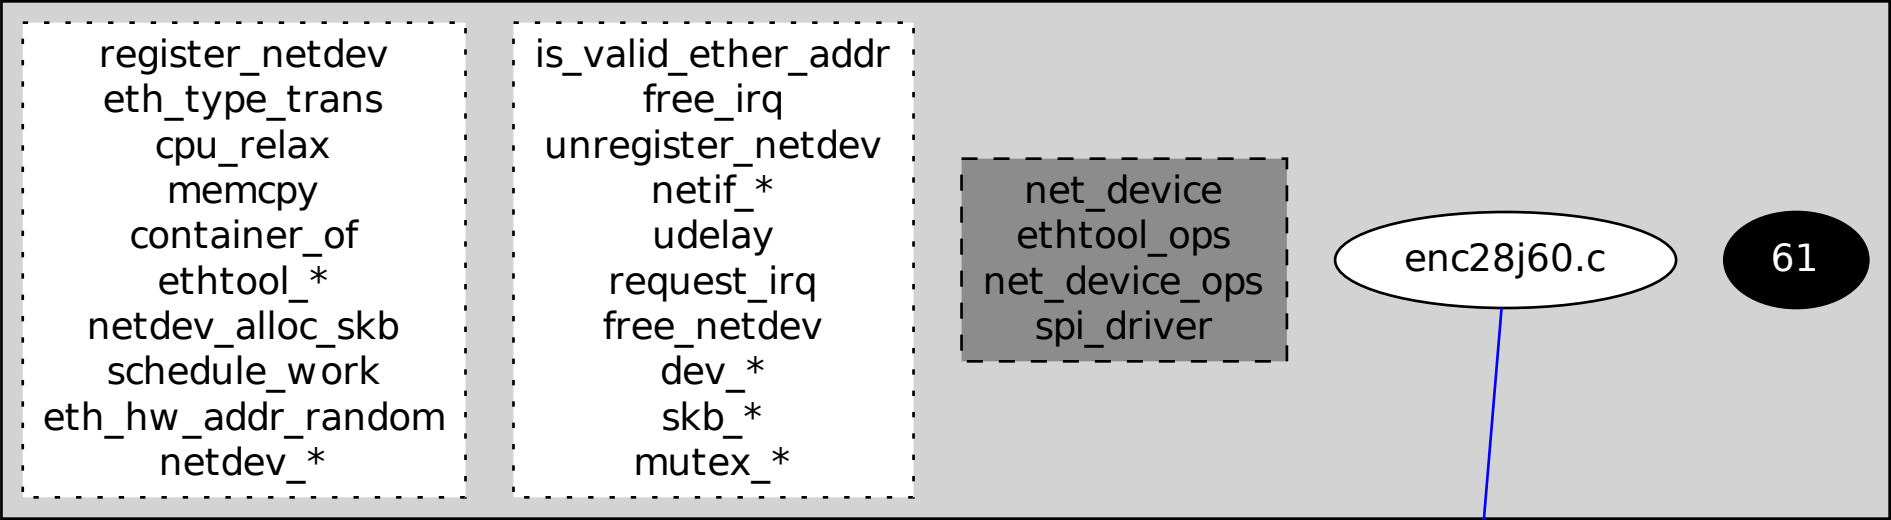 register_netdev
eth_type_trans
cpu_relax
memcpy
container_of
ethtool_*
netdev_alloc_skb
schedule_work
eth_hw_addr_random
netdev_*
is_valid_ether_addr
free_irq
unregister_netdev
netif_*
udelay
request_irq
free_netdev
dev_*
skb_*
mutex_*
net_device
ethtool_ops
net_device_ops
spi_driver
enc28j60.c
61